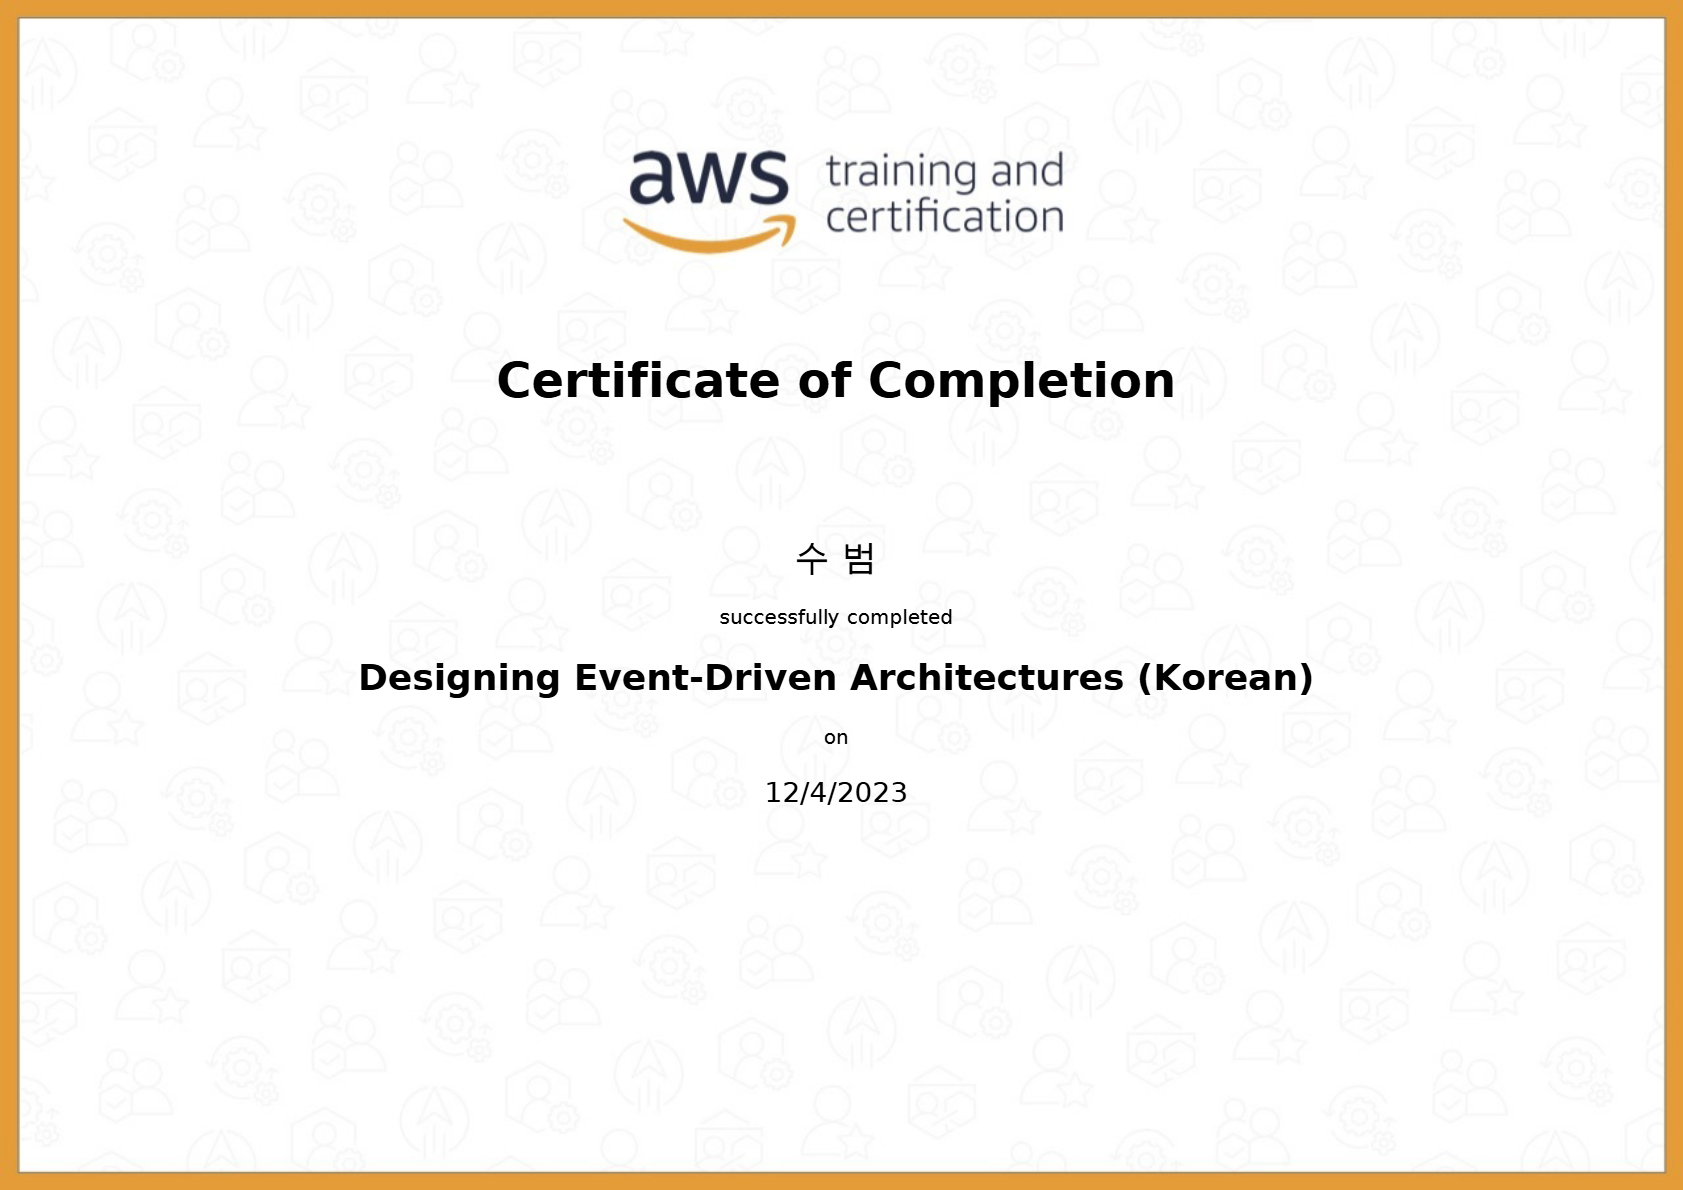 aws training and
certification
Certificate of Completion
수 범
successfully completed
Designing Event-Driven Architectures (Korean)
on
12/4/2023